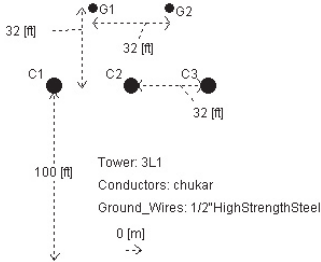 G1
G2
32 [ft]
32 [ft]
C1
C2
C3
32 [ft]
100 [ft]
Tower: 3L1
Conductors: chukar
Ground_Wires: 1/2"HighStrengthSteel
0 [m]